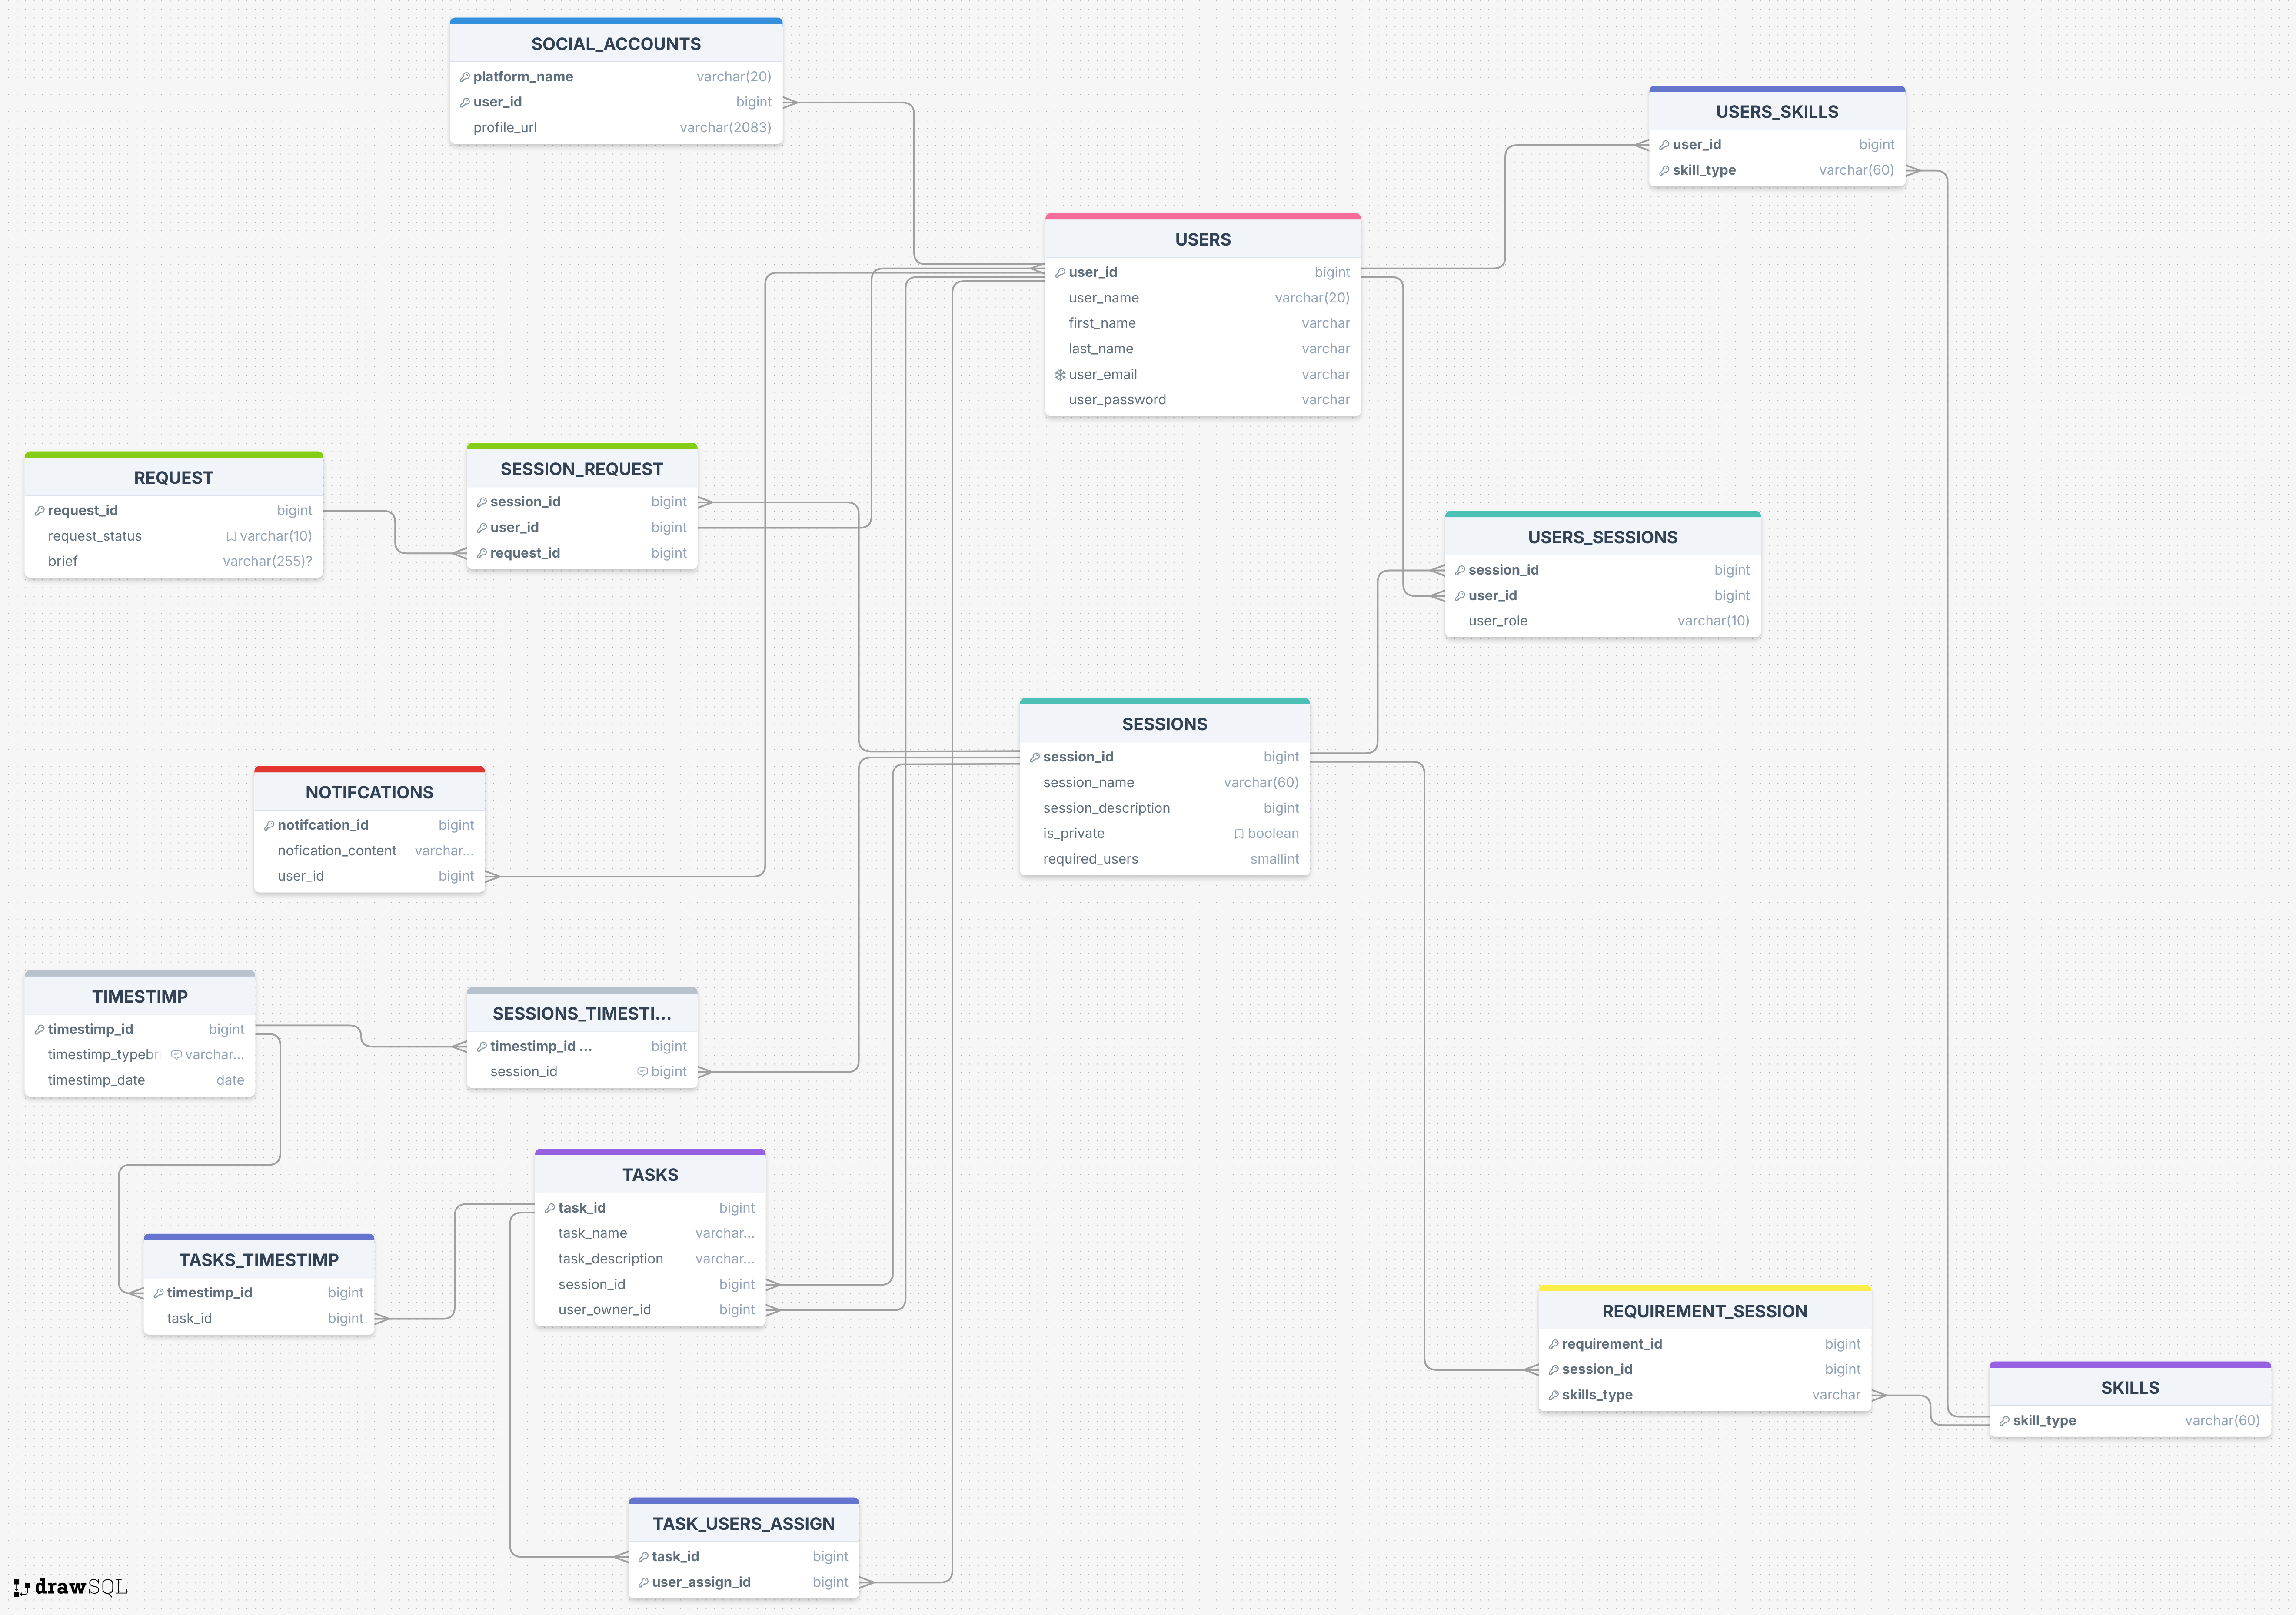 SOCIAL_ACCOUNTS
platform_name varchar(20)
user_id bigint
profile_url varchar(2083)
USERS_SKILLS
user_id bigint
skill_type varchar(60)
USERS
user_id bigint
user_name varchar(20)
first_name varchar
last_name varchar
user_email varchar
user_password varchar
REQUEST
request_id bigint
request_status varchar(10)
brief varchar(255)?
SESSION_REQUEST
session_id bigint
user_id bigint
request_id bigint
USERS_SESSIONS
session_id bigint
user_id bigint
user_role varchar(10)
SESSIONS
session_id bigint
session_name varchar(60)
session_description bigint
is_private boolean
required_users smallint
NOTIFCATIONS
notifcation_id bigint
nofication_content varchar...
user_id bigint
TIMESTIMP
timestimp_id bigint
timestimp_typebr varchar...
timestimp_date date
SESSIONS_TIMESTI...
timestimp_id ... bigint
session_id bigint
TASKS
task_id bigint
task_name varchar...
task_description varchar...
session_id bigint
user_owner_id bigint
TASKS_TIMESTIMP
timestimp_id bigint
task_id bigint
REQUIREMENT_SESSION
requirement_id bigint
session_id bigint
skills_type varchar
SKILLS
skill_type varchar(60)
TASK_USERS_ASSIGN
task_id bigint
user_assign_id bigint
drawSQL